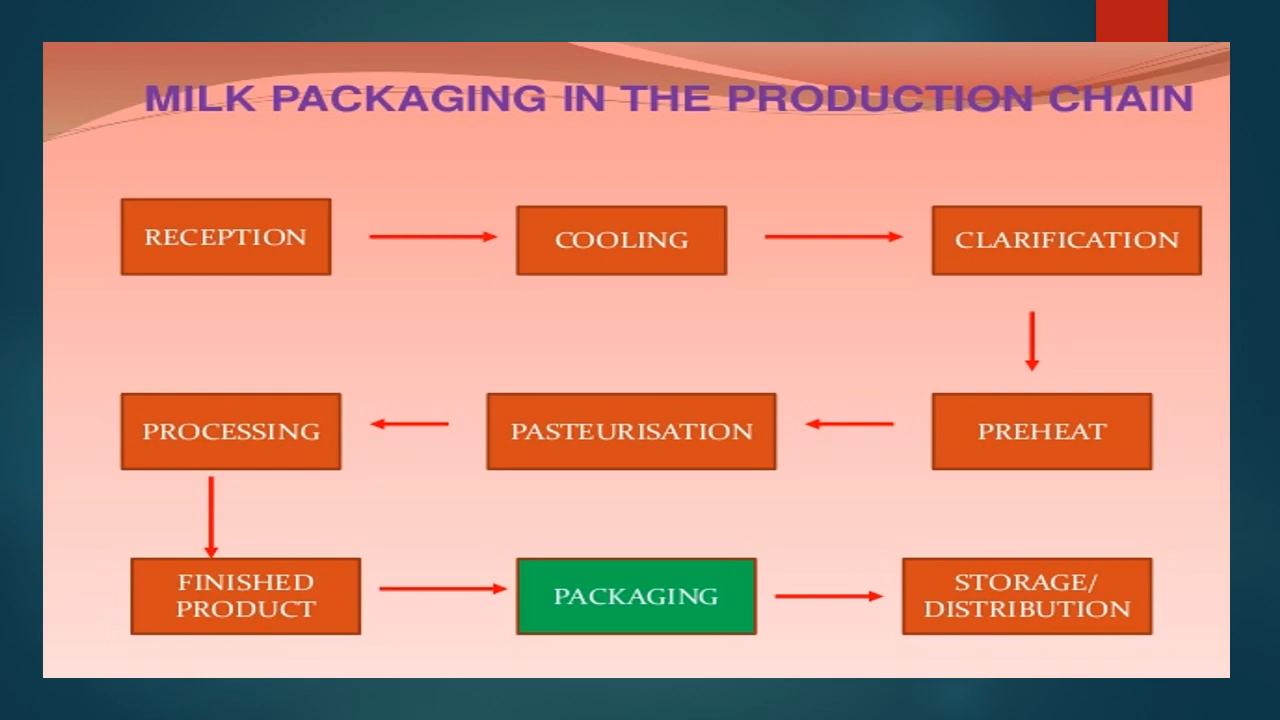 MILK PACKAGING IN THE PRODUCTION CHAIN
RECEPTION
COOLING
CLARIFICATION
PREHEAT
PASTEURISATION
PROCESSING
FINISHED
PRODUCT
PACKAGING
STORAGE/
DISTRIBUTION